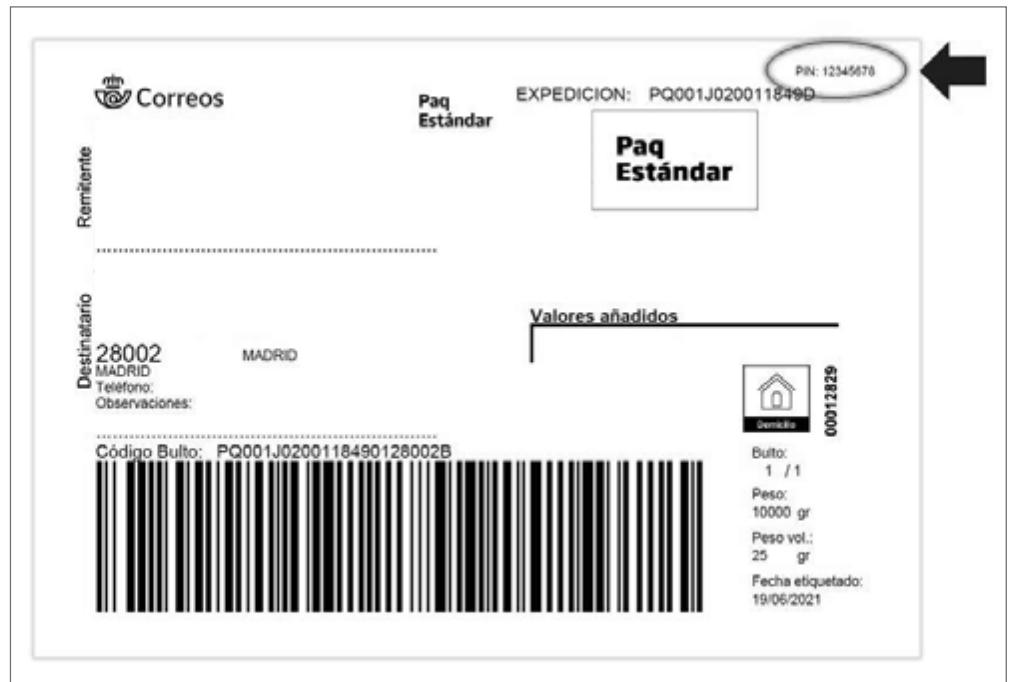 PIN: 12345678
Correos
Paq
Estándar
EXPEDICION: PQ001J020011849D
Paq
Estándar
Remitente
Destinatario
Valores añadidos
28002 MADRID
MADRID
Teléfono:
Observaciones:
Domicilio
00012829
Código Bulto: PQ001J0200118490128002B
Bulto:
1 / 1
Peso:
10000 gr
Peso vol.:
25 gr
Fecha etiquetado:
19/06/2021